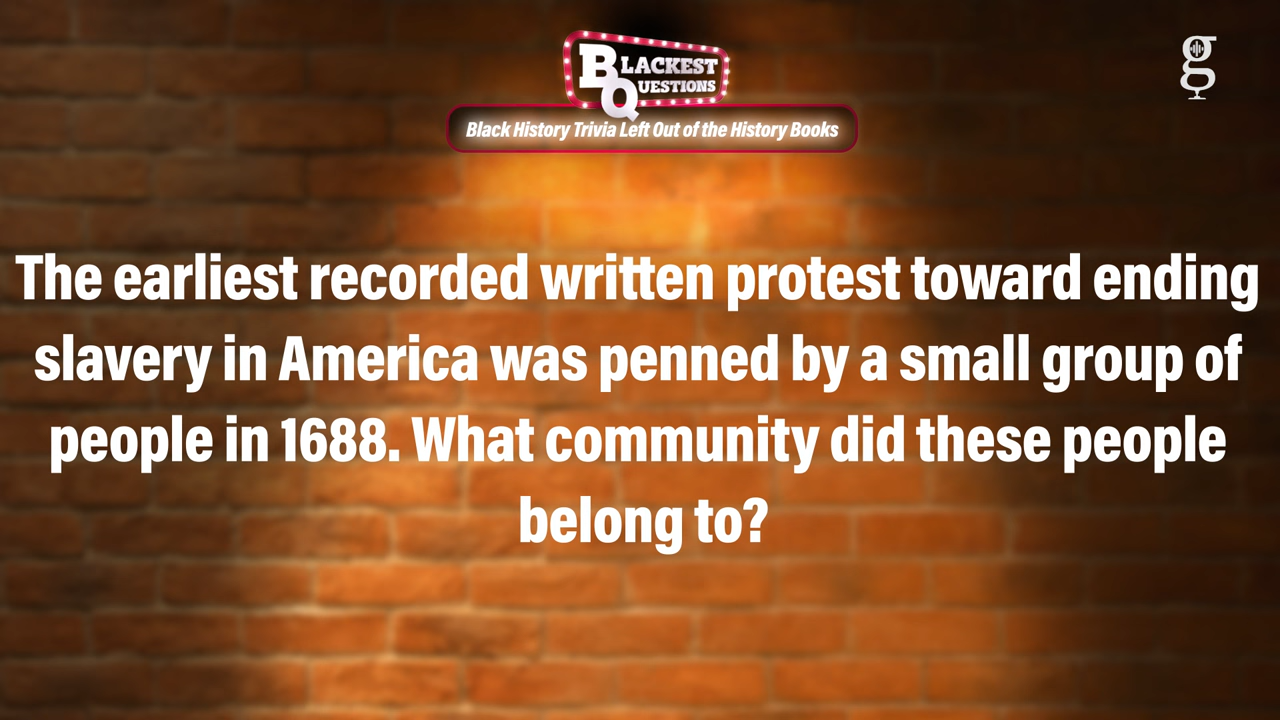 BLACKEST
QUESTIONS
Black History Trivia Left Out of the History Books
g
The earliest recorded written protest toward ending
slavery in America was penned by a small group of
people in 1688. What community did these people
belong to?